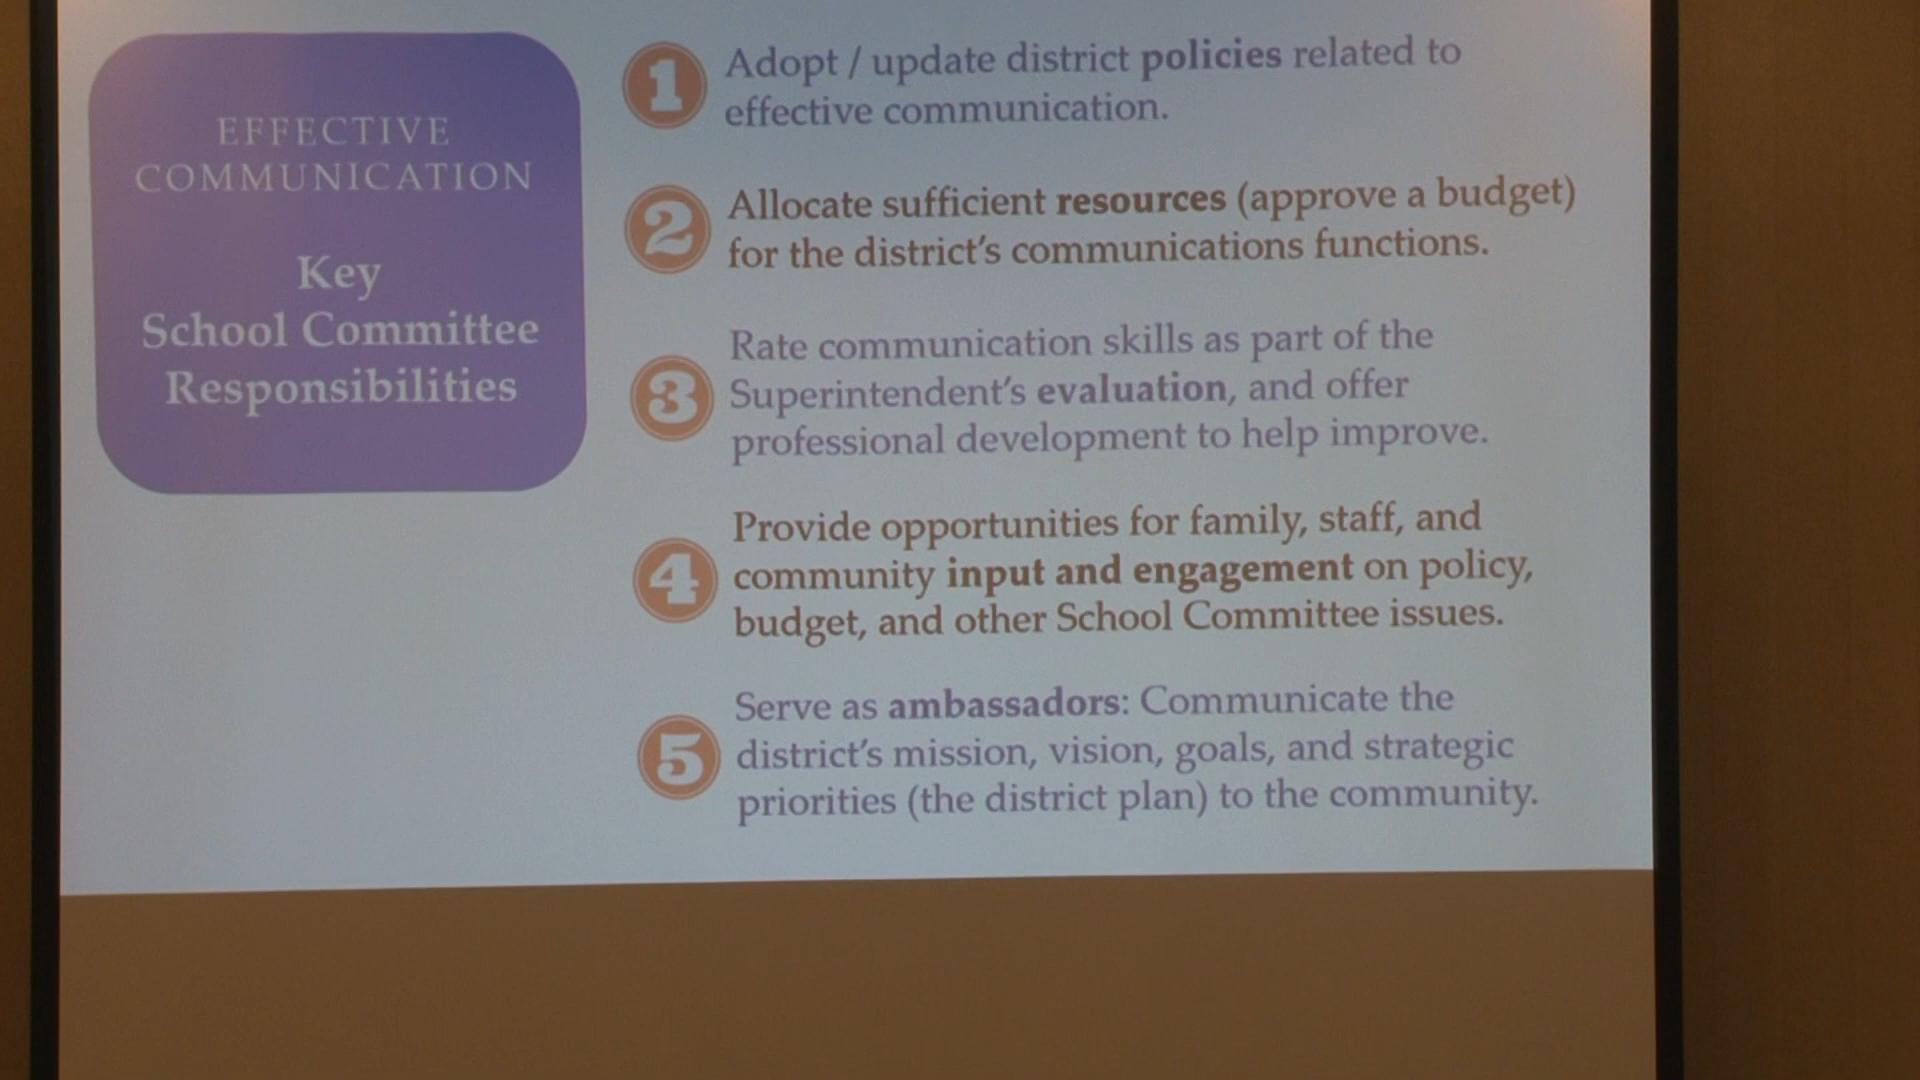 EFFECTIVE
COMMUNICATION
Key
School Committee
Responsibilities
1 Adopt / update district policies related to
effective communication.
2 Allocate sufficient resources (approve a budget)
for the district's communications functions.
3 Rate communication skills as part of the
Superintendent's evaluation, and offer
professional development to help improve.
4 Provide opportunities for family, staff, and
community input and engagement on policy,
budget, and other School Committee issues.
5 Serve as ambassadors: Communicate the
district's mission, vision, goals, and strategic
priorities (the district plan) to the community.